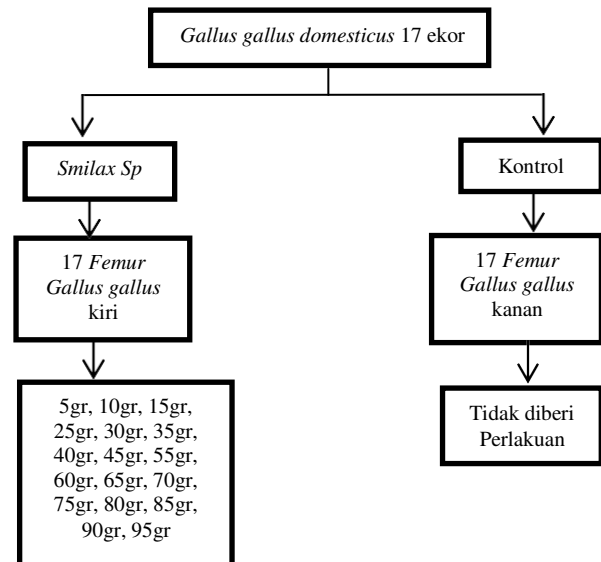 Gallus gallus domesticus 17 ekor
Smilax Sp
Kontrol
17 Femur
Gallus gallus
kiri
17 Femur
Gallus gallus
kanan
5gr, 10gr, 15gr,
25gr, 30gr, 35gr,
40gr, 45gr, 55gr,
60gr, 65gr, 70gr,
75gr, 80gr, 85gr,
90gr, 95gr
Tidak diberi
Perlakuan